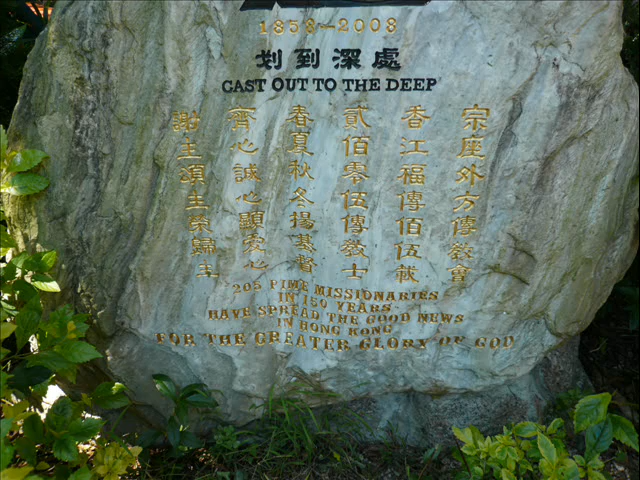 1858-2008
划到深處
CAST OUT TO THE DEEP
宗座外方傳教會
香江福傳佰伍載
貳佰零伍傳教士
春夏秋冬揚基督
齊心誠心顯愛心
謝主頌主榮歸主
205 PIME MISSIONARIES
IN 150 YEARS
HAVE SPREAD THE GOOD NEWS
IN HONG KONG
FOR THE GREATER GLORY OF GOD